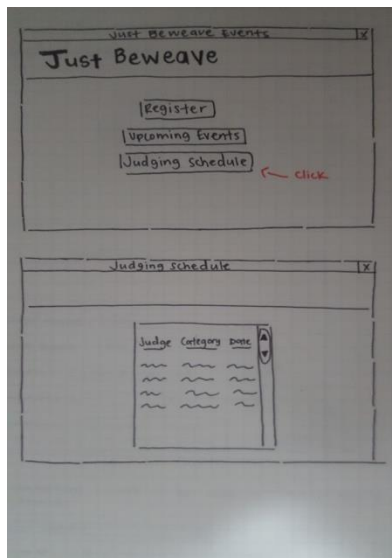 Just Beweave Events X
Just Beweave
Register
Upcoming Events
Judging Schedule
click
Judging Schedule X
Judge Category Date